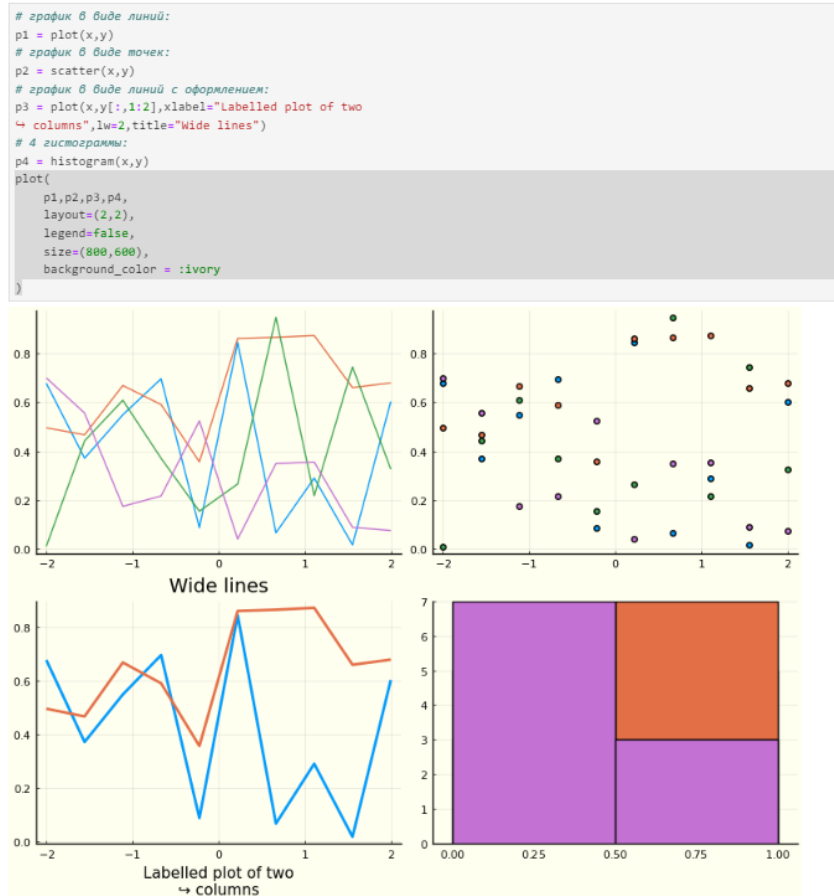 # график в виде линий:
p1 = plot(x,y)
# график в виде точек:
p2 = scatter(x,y)
# график в виде линий с оформлением:
p3 = plot(x,y[:,1:2],xlabel="Labelled plot of two
↪ columns",lw=2,title="Wide lines")
# 4 гистограммы:
p4 = histogram(x,y)
plot(
    p1,p2,p3,p4,
    layout=(2,2),
    legend=false,
    size=(800,600),
    background_color = :ivory
)
0.8
0.6
0.4
0.2
0.0
−2 −1 0 1 2
0.8
0.6
0.4
0.2
0.0
−2 −1 0 1 2
Wide lines
0.8
0.6
0.4
0.2
0.0
−2 −1 0 1 2
Labelled plot of two
↪ columns
7
6
5
4
3
2
1
0
0.00 0.25 0.50 0.75 1.00